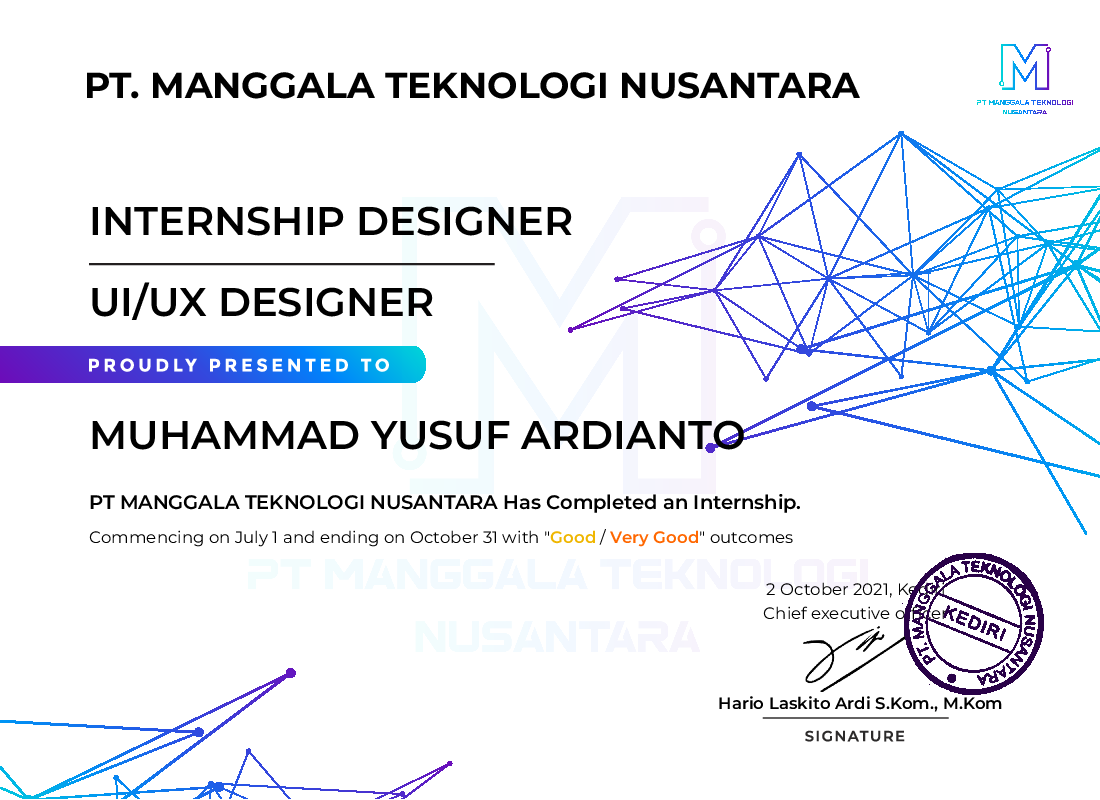 PT. MANGGALA TEKNOLOGI NUSANTARA
PT MANGGALA TEKNOLOGI
NUSANTARA
INTERNSHIP DESIGNER
UI/UX DESIGNER
PROUDLY PRESENTED TO
MUHAMMAD YUSUF ARDIANTO
PT MANGGALA TEKNOLOGI NUSANTARA Has Completed an Internship.
Commencing on July 1 and ending on October 31 with "Good / Very Good" outcomes
PT MANGGALA TEKNOLOGI
NUSANTARA
2 October 2021, Kediri
Chief executive officer
PT. MANGGALA TEKNOLOGI NUSANTARA
KEDIRI
Hario Laskito Ardi S.Kom., M.Kom
SIGNATURE